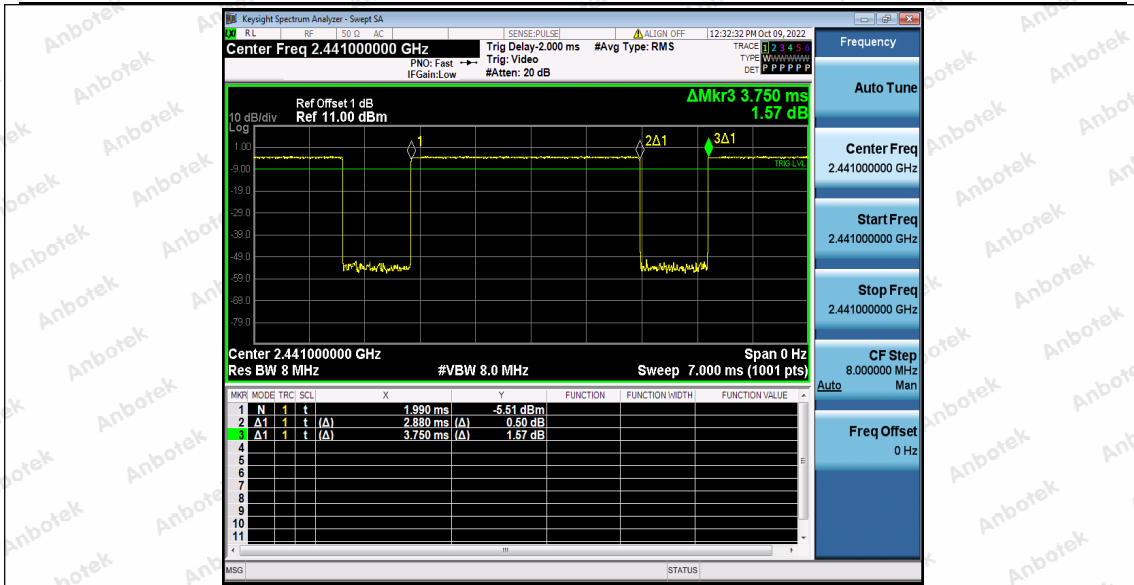 Keysight Spectrum Analyzer - Swept SA
RL RF 50 Ω AC SENSE:PULSE ALIGN OFF 12:32:32 PM Oct 09, 2022
Center Freq 2.441000000 GHz
PNO: Fast
IFGain:Low
Trig Delay-2.000 ms
Trig: Video
#Atten: 20 dB
#Avg Type: RMS
TRACE 1 2 3 4 5 6
TYPE WWWWWW
DET P P P P P P
ΔMkr3 3.750 ms
1.57 dB
Ref Offset 1 dB
10 dB/div Ref 11.00 dBm
Log
1.00
-9.00
-19.0
-29.0
-39.0
-49.0
-59.0
-69.0
-79.0
1
2Δ1
3Δ1
TRIG LVL
Center 2.441000000 GHz Span 0 Hz
Res BW 8 MHz #VBW 8.0 MHz Sweep 7.000 ms (1001 pts)
MKR MODE TRC SCL X Y FUNCTION FUNCTION WIDTH FUNCTION VALUE
1 N 1 t 1.990 ms -5.51 dBm
2 Δ1 1 t (Δ) 2.880 ms (Δ) 0.50 dB
3 Δ1 1 t (Δ) 3.750 ms (Δ) 1.57 dB
4
5
6
7
8
9
10
11
MSG STATUS
Frequency
Auto Tune
Center Freq
2.441000000 GHz
Start Freq
2.441000000 GHz
Stop Freq
2.441000000 GHz
CF Step
8.000000 MHz
Auto Man
Freq Offset
0 Hz
Anbotek